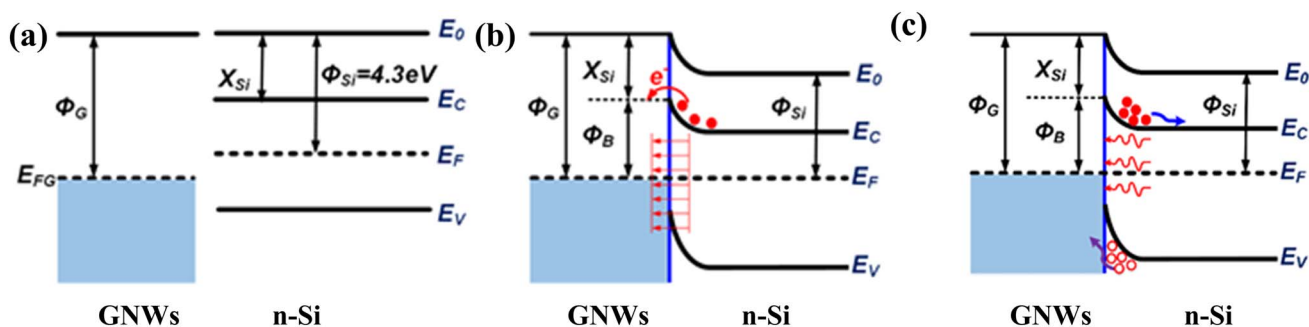 (a)
E0
XSi
ΦSi=4.3eV
ΦG
EC
EFG
EF
EV
GNWs
n-Si
(b)
E0
XSi
e-
ΦG
ΦSi
ΦB
EC
EF
EV
GNWs
n-Si
(c)
E0
XSi
ΦG
ΦSi
ΦB
EC
EF
EV
GNWs
n-Si